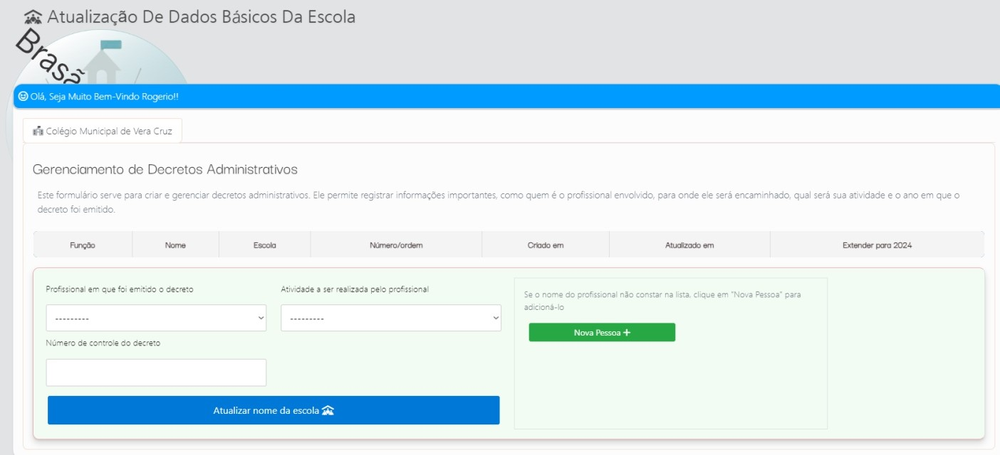 Atualização De Dados Básicos Da Escola
Brasã
Olá, Seja Muito Bem-Vindo Rogerio!!
Colégio Municipal de Vera Cruz
Gerenciamento de Decretos Administrativos
Este formulário serve para criar e gerenciar decretos administrativos. Ele permite registrar informações importantes, como quem é o profissional envolvido, para onde ele será encaminhado, qual será sua atividade e o ano em que o
decreto foi emitido.
Função Nome Escola Número/ordem Criado em Atualizado em Extender para 2024
Profissional em que foi emitido o decreto
---------
Atividade a ser realizada pelo profissional
---------
Número de controle do decreto
Atualizar nome da escola
Se o nome do profissional não constar na lista, clique em "Nova Pessoa" para
adicioná-lo
Nova Pessoa